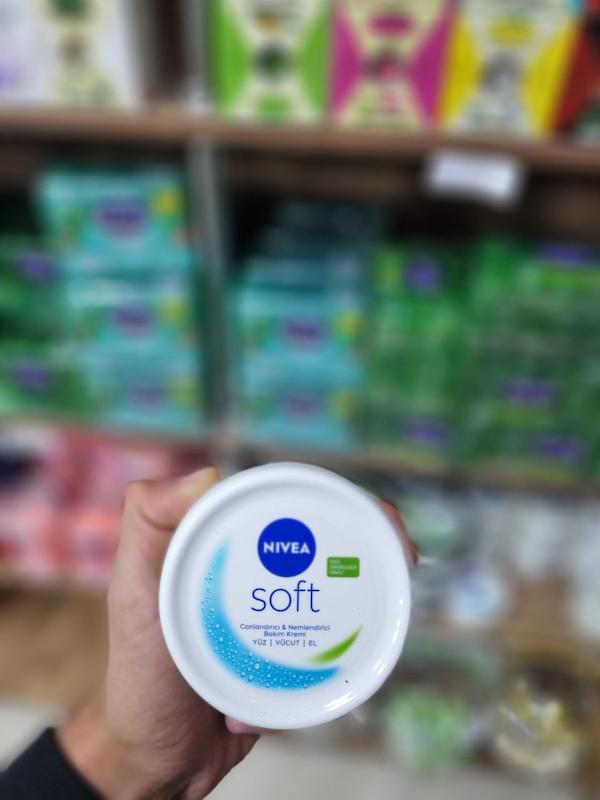 NIVEA
soft
Canlandırıcı & Nemlendirici
Bakım Kremi
YÜZ | VÜCUT | EL